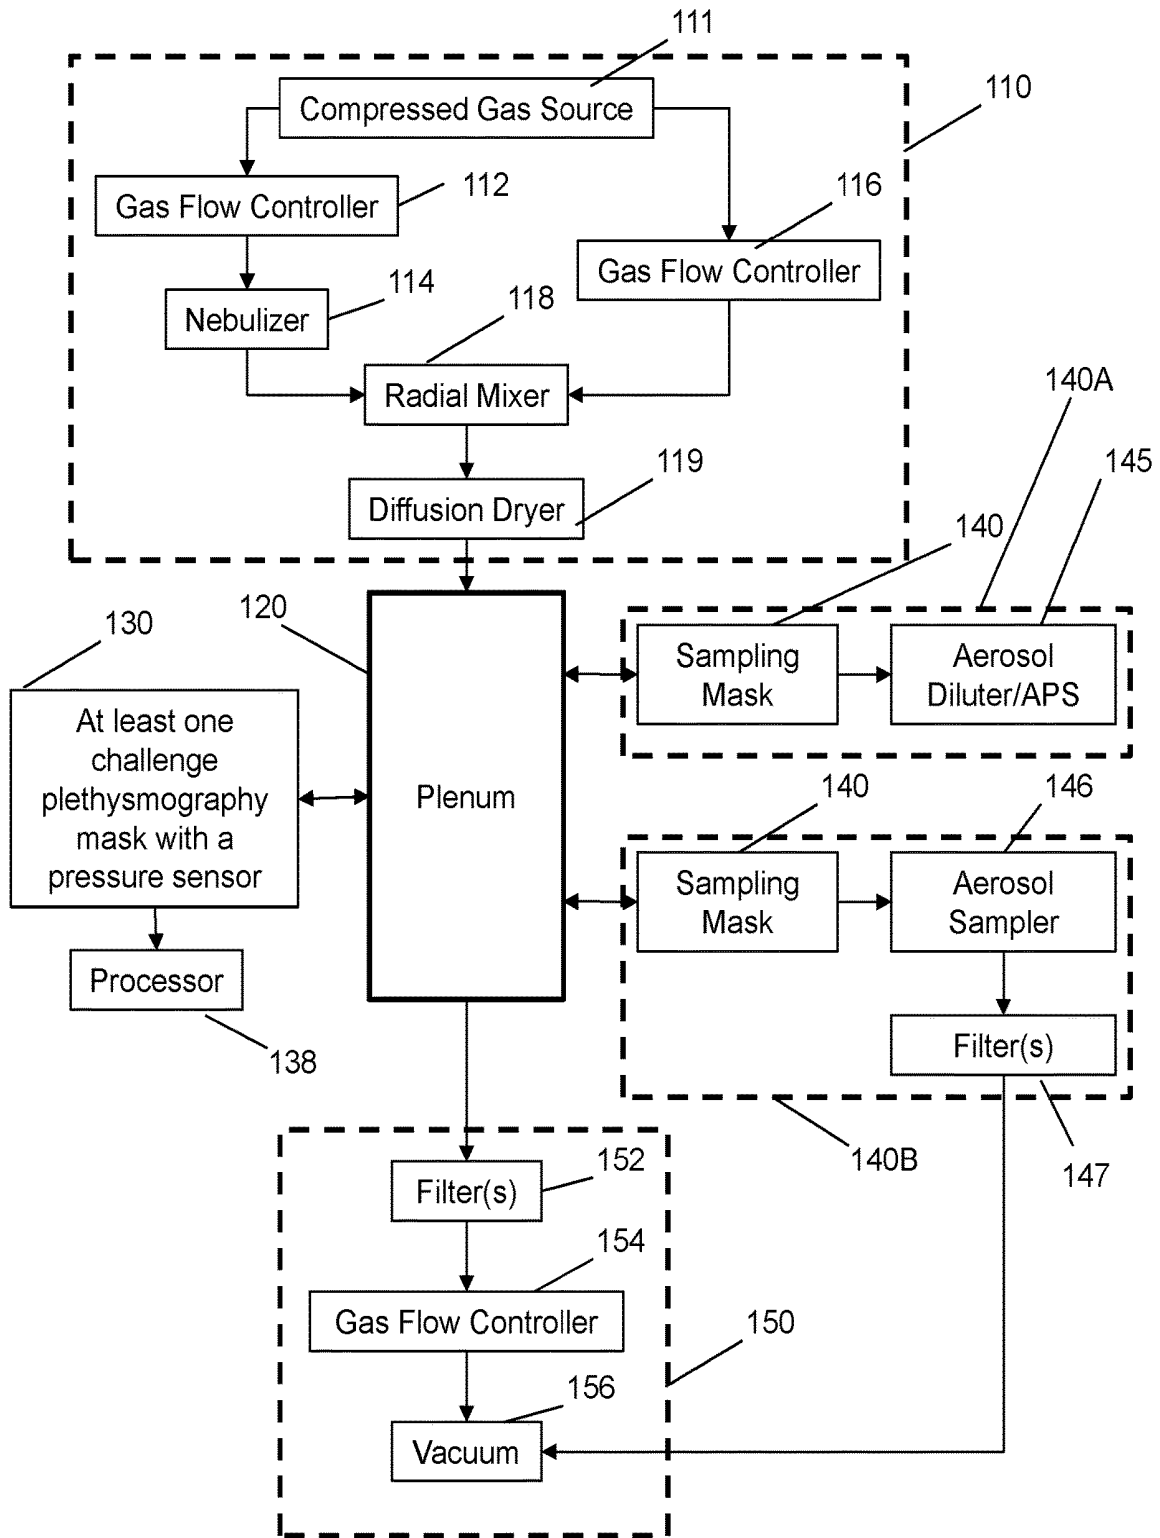 111
Compressed Gas Source
110
Gas Flow Controller
112
116
Gas Flow Controller
114
Nebulizer
118
Radial Mixer
140A
119
145
Diffusion Dryer
140
120
130
Sampling
Mask
Aerosol
Diluter/APS
At least one
challenge
plethysmography
mask with a
pressure sensor
Plenum
140
146
Sampling
Mask
Aerosol
Sampler
Processor
138
Filter(s)
140B
147
152
Filter(s)
154
Gas Flow Controller
150
156
Vacuum